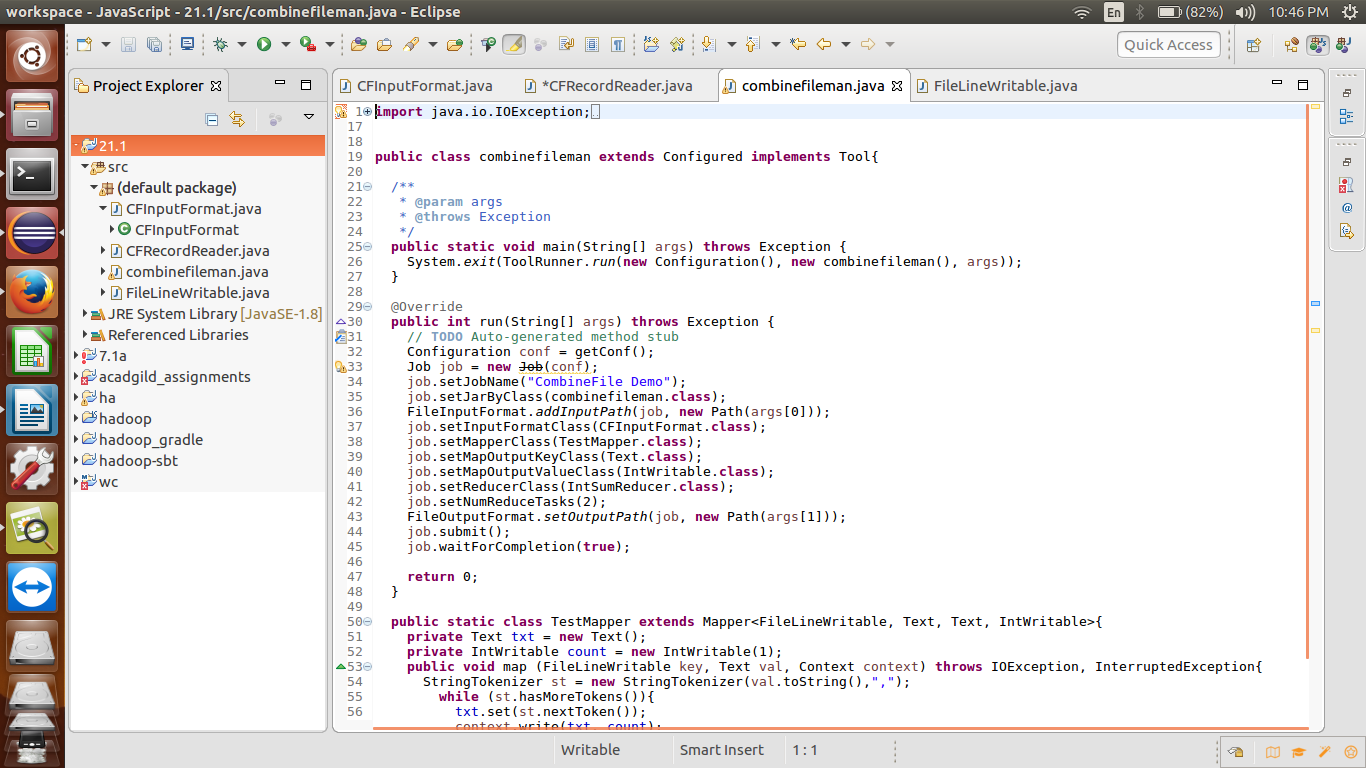 workspace - JavaScript - 21.1/src/combinefileman.java - Eclipse
En (82%) 10:46 PM
Quick Access
Project Explorer
CFInputFormat.java *CFRecordReader.java combinefileman.java FileLineWritable.java
21.1
src
(default package)
CFInputFormat.java
CFInputFormat
CFRecordReader.java
combinefileman.java
FileLineWritable.java
JRE System Library [JavaSE-1.8]
Referenced Libraries
7.1a
acadgild_assignments
ha
hadoop
hadoop_gradle
hadoop-sbt
wc
1 import java.io.IOException;
17
18
19 public class combinefileman extends Configured implements Tool{
20
21 /**
22 * @param args
23 * @throws Exception
24 */
25 public static void main(String[] args) throws Exception {
26 System.exit(ToolRunner.run(new Configuration(), new combinefileman(), args));
27 }
28
29 @Override
30 public int run(String[] args) throws Exception {
31 // TODO Auto-generated method stub
32 Configuration conf = getConf();
33 Job job = new Job(conf);
34 job.setJobName("CombineFile Demo");
35 job.setJarByClass(combinefileman.class);
36 FileInputFormat.addInputPath(job, new Path(args[0]));
37 job.setInputFormatClass(CFInputFormat.class);
38 job.setMapperClass(TestMapper.class);
39 job.setMapOutputKeyClass(Text.class);
40 job.setMapOutputValueClass(IntWritable.class);
41 job.setReducerClass(IntSumReducer.class);
42 job.setNumReduceTasks(2);
43 FileOutputFormat.setOutputPath(job, new Path(args[1]));
44 job.submit();
45 job.waitForCompletion(true);
46
47 return 0;
48 }
49
50 public static class TestMapper extends Mapper<FileLineWritable, Text, Text, IntWritable>{
51 private Text txt = new Text();
52 private IntWritable count = new IntWritable(1);
53 public void map (FileLineWritable key, Text val, Context context) throws IOException, InterruptedException{
54 StringTokenizer st = new StringTokenizer(val.toString(),",");
55 while (st.hasMoreTokens()){
56 txt.set(st.nextToken());
context.write(txt, count);
Writable Smart Insert 1 : 1